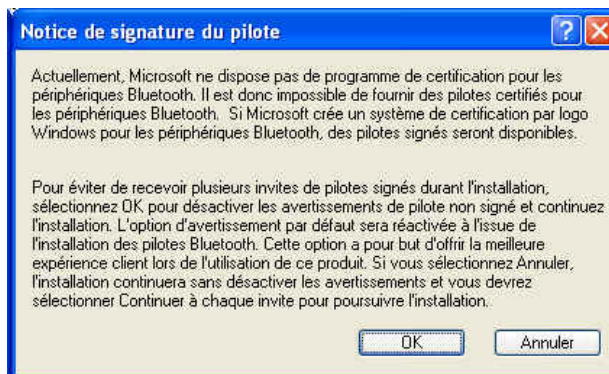 Notice de signature du pilote
Actuellement, Microsoft ne dispose pas de programme de certification pour les
périphériques Bluetooth. Il est donc impossible de fournir des pilotes certifiés pour
les périphériques Bluetooth. Si Microsoft crée un système de certification par logo
Windows pour les périphériques Bluetooth, des pilotes signés seront disponibles.
Pour éviter de recevoir plusieurs invites de pilotes signés durant l'installation,
sélectionnez OK pour désactiver les avertissements de pilote non signé et continuez
l'installation. L'option d'avertissement par défaut sera réactivée à l'issue de
l'installation des pilotes Bluetooth. Cette option a pour but d'offrir la meilleure
expérience client lors de l'utilisation de ce produit. Si vous sélectionnez Annuler,
l'installation continuera sans désactiver les avertissements et vous devrez
sélectionner Continuer à chaque invite pour poursuivre l'installation.
OK Annuler